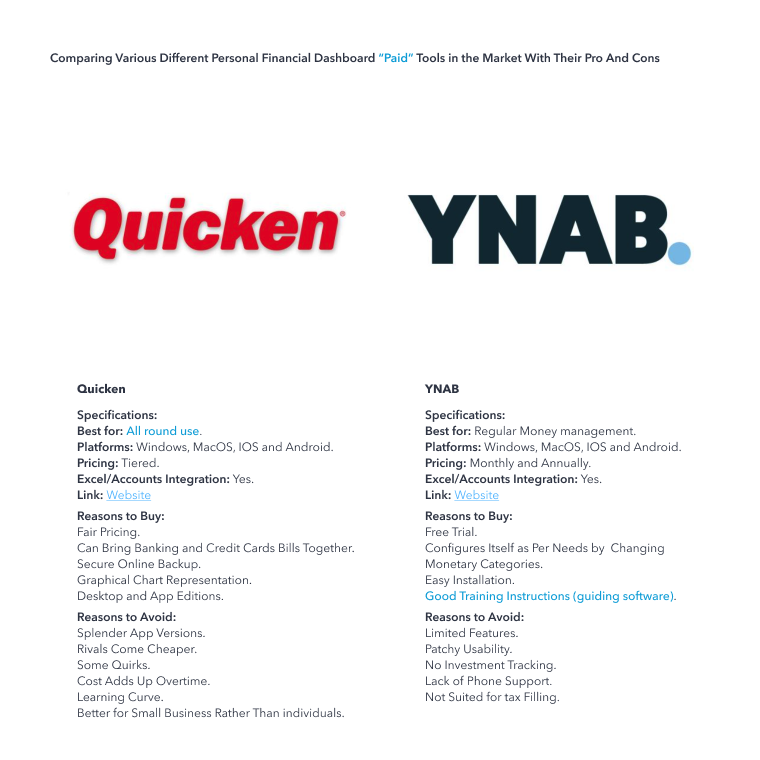 Comparing Various Different Personal Financial Dashboard “Paid” Tools in the Market With Their Pro And Cons
Quicken®
YNAB.
Quicken
Specifications:
Best for: All round use.
Platforms: Windows, MacOS, IOS and Android.
Pricing: Tiered.
Excel/Accounts Integration: Yes.
Link: Website
Reasons to Buy:
Fair Pricing.
Can Bring Banking and Credit Cards Bills Together.
Secure Online Backup.
Graphical Chart Representation.
Desktop and App Editions.
Reasons to Avoid:
Splender App Versions.
Rivals Come Cheaper.
Some Quirks.
Cost Adds Up Overtime.
Learning Curve.
Better for Small Business Rather Than individuals.
YNAB
Specifications:
Best for: Regular Money management.
Platforms: Windows, MacOS, IOS and Android.
Pricing: Monthly and Annually.
Excel/Accounts Integration: Yes.
Link: Website
Reasons to Buy:
Free Trial.
Configures Itself as Per Needs by  Changing
Monetary Categories.
Easy Installation.
Good Training Instructions (guiding software).
Reasons to Avoid:
Limited Features.
Patchy Usability.
No Investment Tracking.
Lack of Phone Support.
Not Suited for tax Filling.